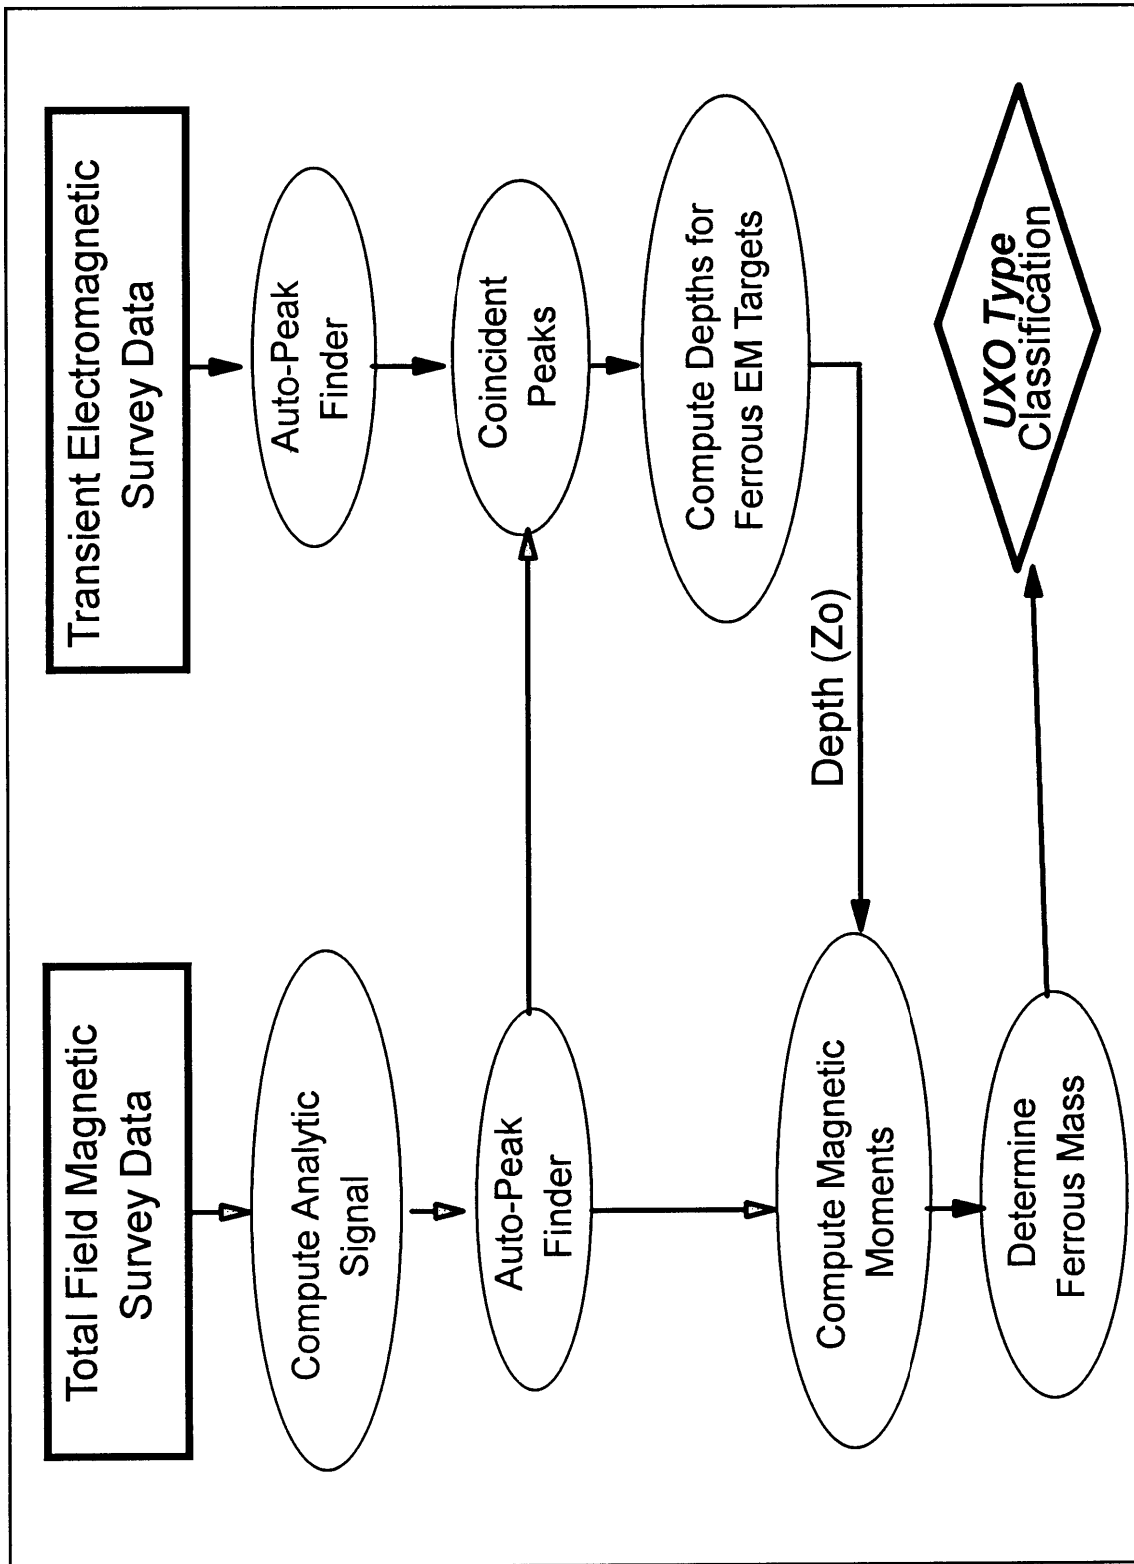 Total Field Magnetic
Survey Data
Compute Analytic
Signal
Auto-Peak
Finder
Compute Magnetic
Moments
Determine
Ferrous Mass
Transient Electromagnetic
Survey Data
Auto-Peak
Finder
Coincident
Peaks
Compute Depths for
Ferrous EM Targets
Depth (Zo)
UXO Type
Classification